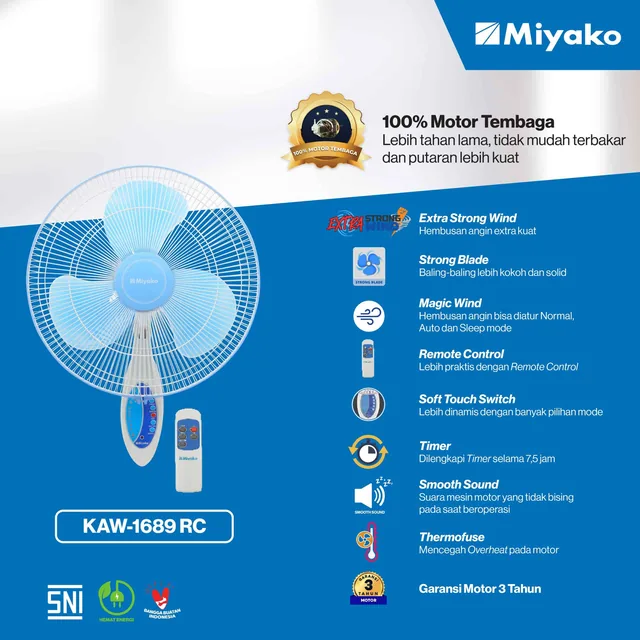 Miyako
100% MOTOR TEMBAGA
100% Motor Tembaga
Lebih tahan lama, tidak mudah terbakar
dan putaran lebih kuat
EXTRA STRONG WIND
Extra Strong Wind
Hembusan angin extra kuat
STRONG BLADE
Strong Blade
Baling-baling lebih kokoh dan solid
Magic Wind
Hembusan angin bisa diatur Normal,
Auto dan Sleep mode
Remote Control
Lebih praktis dengan Remote Control
Soft Touch Switch
Lebih dinamis dengan banyak pilihan mode
Timer
Dilengkapi Timer selama 7,5 jam
SMOOTH SOUND
Smooth Sound
Suara mesin motor yang tidak bising
pada saat beroperasi
Thermofuse
Mencegah Overheat pada motor
GARANSI
3
TAHUN
MOTOR
Garansi Motor 3 Tahun
Miyako
Miyako
KAW-1689 RC
SNI
HEMAT ENERGI
BANGGA BUATAN
INDONESIA